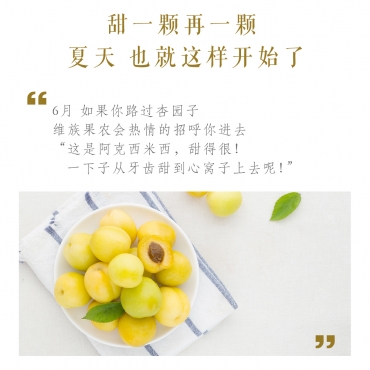 甜一颗再一颗
夏天 也就这样开始了
“
6月 如果你路过杏园子
维族果农会热情的招呼你进去
“这是阿克西米西，甜得很！
一下子从牙齿甜到心窝子上去呢！”
”